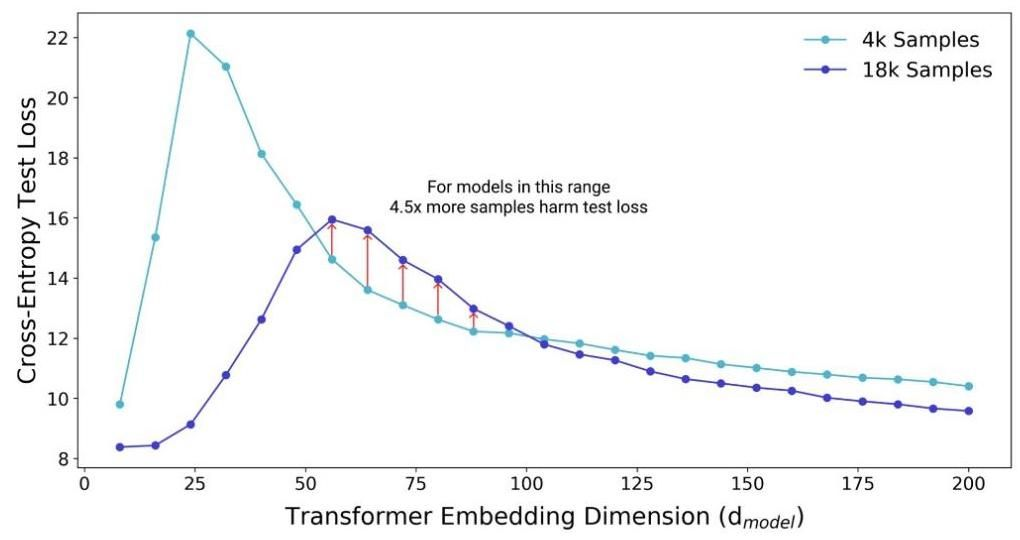 4k Samples
18k Samples
For models in this range
4.5x more samples harm test loss
Cross-Entropy Test Loss
22
20
18
16
14
12
10
8
0
25
50
75
100
125
150
175
200
Transformer Embedding Dimension (dmodel)